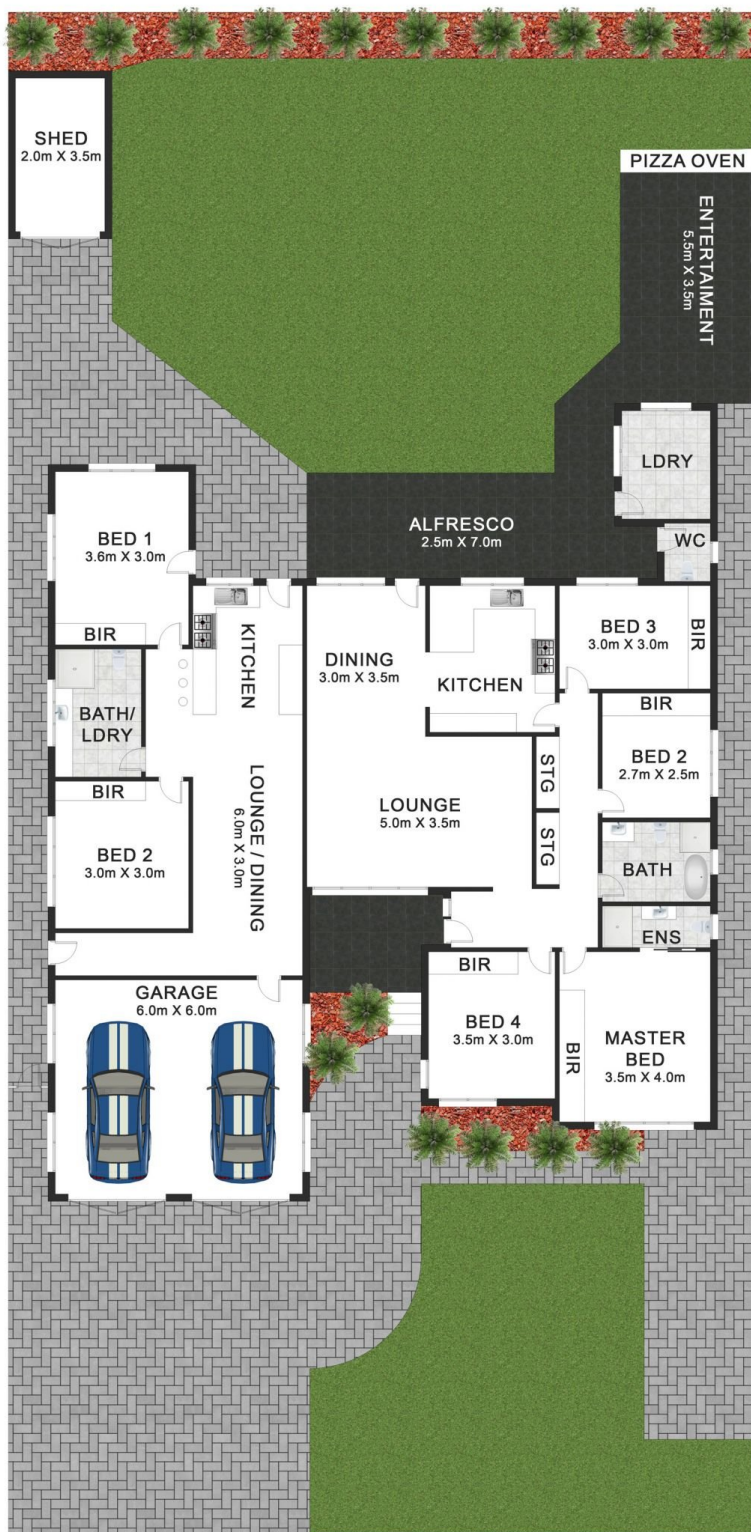 SHED
2.0m X 3.5m
PIZZA OVEN
ENTERTAIMENT
5.5m X 3.5m
LDRY
WC
ALFRESCO
2.5m X 7.0m
BED 1
3.6m X 3.0m
BIR
KITCHEN
DINING
3.0m X 3.5m
KITCHEN
BED 3
3.0m X 3.0m
BIR
BATH/
LDRY
BIR
BED 2
2.7m X 2.5m
BIR
BED 2
3.0m X 3.0m
LOUNGE / DINING
6.0m X 3.0m
LOUNGE
5.0m X 3.5m
STG
STG
BATH
ENS
GARAGE
6.0m X 6.0m
BIR
BED 4
3.5m X 3.0m
BIR
MASTER
BED
3.5m X 4.0m